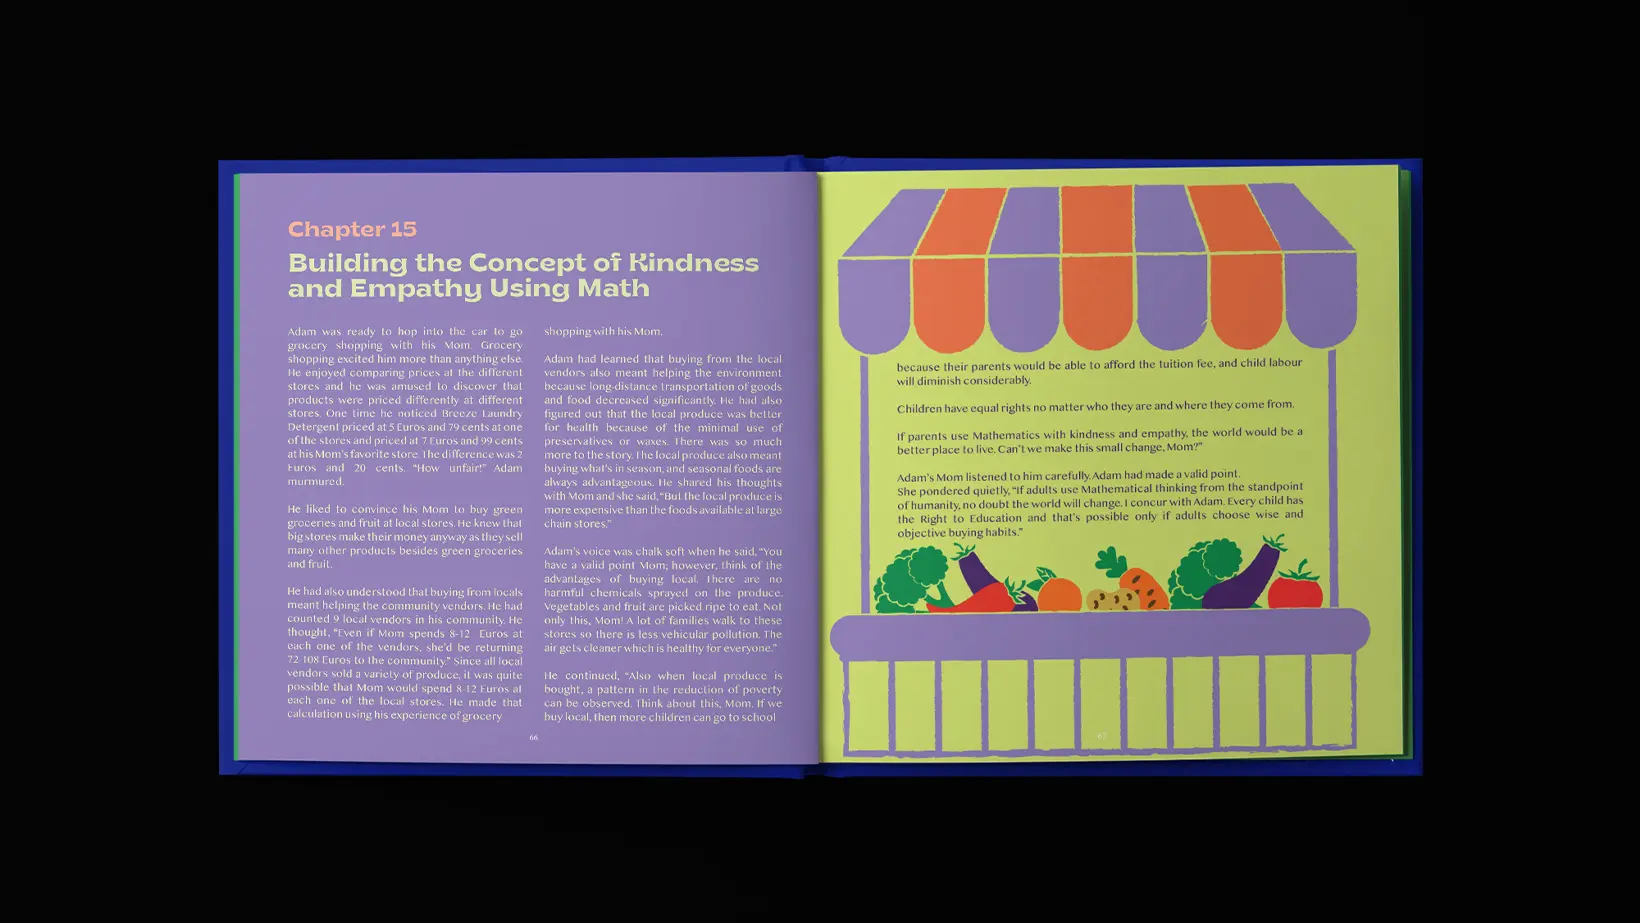 Chapter 15
Building the Concept of Kindness
and Empathy Using Math
Adam was ready to hop into the car to go
grocery shopping with his Mom. Grocery
shopping excited him more than anything else.
He enjoyed comparing prices at the different
stores and he was amused to discover that
products were priced differently at different
stores. One time he noticed Breeze Laundry
Detergent priced at 5 Euros and 79 cents at one
of the stores and priced at 7 Euros and 99 cents
at his Mom's favorite store. The difference was 2
Euros and 20 cents. “How unfair!” Adam
murmured.
He liked to convince his Mom to buy green
groceries and fruit at local stores. He knew that
big stores make their money anyway as they sell
many other products besides green groceries
and fruit.
He had also understood that buying from locals
meant helping the community vendors. He had
counted 9 local vendors in his community. He
thought, “Even if Mom spends 8-12 Euros at
each one of the vendors, she'd be returning
72-108 Euros to the community.” Since all local
vendors sold a variety of produce, it was quite
possible that Mom would spend 8-12 Euros at
each one of the local stores. He made that
calculation using his experience of grocery
shopping with his Mom.
Adam had learned that buying from the local
vendors also meant helping the environment
because long-distance transportation of goods
and food decreased significantly. He had also
figured out that the local produce was better
for health because of the minimal use of
preservatives or waxes. There was so much
more to the story. The local produce also meant
buying what's in season, and seasonal foods are
always advantageous. He shared his thoughts
with Mom and she said, “But the local produce is
more expensive than the foods available at large
chain stores.”
Adam's voice was chalk soft when he said, “You
have a valid point Mom; however, think of the
advantages of buying local. There are no
harmful chemicals sprayed on the produce.
Vegetables and fruit are picked ripe to eat. Not
only this, Mom! A lot of families walk to these
stores so there is less vehicular pollution. The
air gets cleaner which is healthy for everyone.”
He continued, “Also when local produce is
bought, a pattern in the reduction of poverty
can be observed. Think about this, Mom. If we
buy local, then more children can go to school
66
because their parents would be able to afford the tuition fee, and child labour
will diminish considerably.
Children have equal rights no matter who they are and where they come from.
If parents use Mathematics with kindness and empathy, the world would be a
better place to live. Can't we make this small change, Mom?”
Adam's Mom listened to him carefully. Adam had made a valid point.
She pondered quietly, “If adults use Mathematical thinking from the standpoint
of humanity, no doubt the world will change. I concur with Adam. Every child has
the Right to Education and that's possible only if adults choose wise and
objective buying habits.”
67